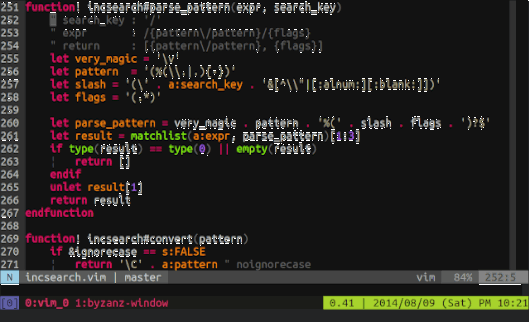 251 function! incsearch#parse_pattern(expr, search_key)
252 " search_key : '/'
253 " expr : /{pattern\/pattern}/{flags}
254 " return : [{pattern\/pattern}, {flags}]
255 let very_magic = '\v'
256 let pattern = '(%(\\.|.){-})'
257 let slash = '(\' . a:search_key . '&[^\\"|[:alnum:][:blank:]])'
258 let flags = '(.*)'
259
260 let parse_pattern = very_magic . pattern . '%(' . slash . flags . ')?$'
261 let result = matchlist(a:expr, parse_pattern)[1:3]
262 if type(result) == type(0) || empty(result)
263 ¦ return []
264 endif
265 unlet result[1]
266 return result
267 endfunction
268
269 function! incsearch#convert(pattern)
270 if &ignorecase == s:FALSE
271 ¦ return '\C' . a:pattern " noignorecase
N incsearch.vim | master vim 84% 252:5
[0] 0:vim_0 1:byzanz-window 0.41 | 2014/08/09 (Sat) PM 10:21